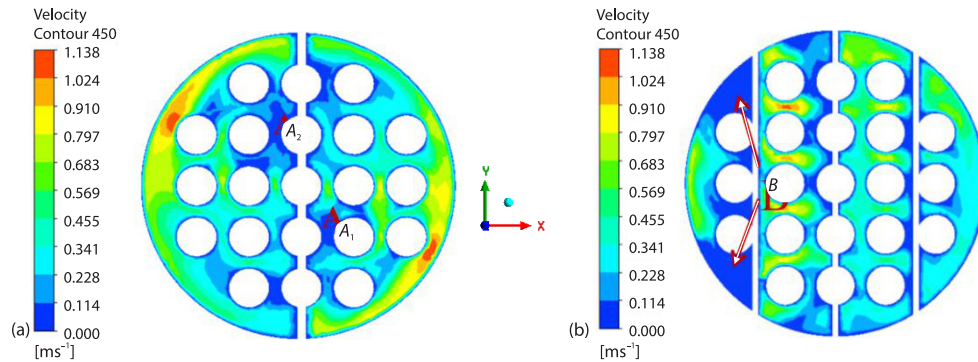 Velocity
Contour 450
1.138
1.024
0.910
0.797
0.683
0.569
0.455
0.341
0.228
0.114
0.000
[ms⁻¹]
(a)
A
A₂
A
A₁
Y
X
Velocity
Contour 450
1.138
1.024
0.910
0.797
0.683
0.569
0.455
0.341
0.228
0.114
0.000
[ms⁻¹]
(b)
B